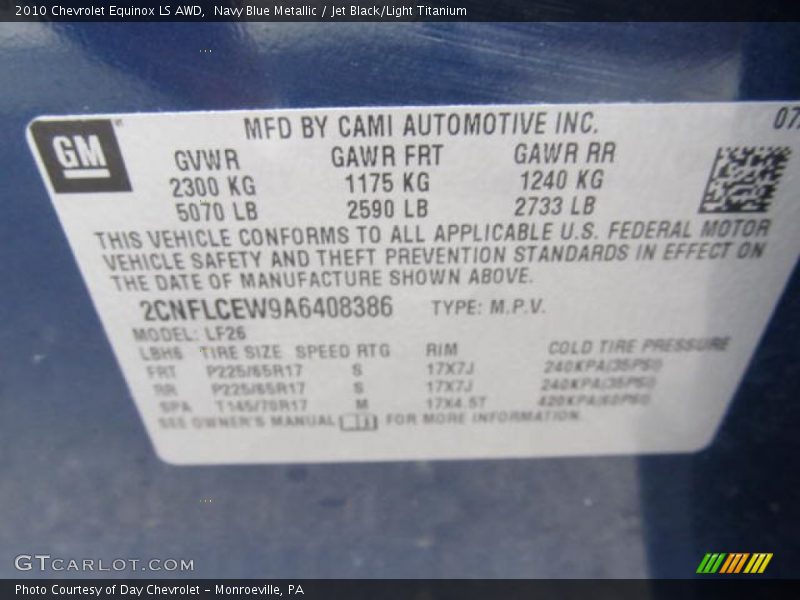 2010 Chevrolet Equinox LS AWD,  Navy Blue Metallic / Jet Black/Light Titanium
GM
MFD BY CAMI AUTOMOTIVE INC.
GVWR GAWR FRT GAWR RR
2300 KG 1175 KG 1240 KG
5070 LB 2590 LB 2733 LB
THIS VEHICLE CONFORMS TO ALL APPLICABLE U.S. FEDERAL MOTOR
VEHICLE SAFETY AND THEFT PREVENTION STANDARDS IN EFFECT ON
THE DATE OF MANUFACTURE SHOWN ABOVE.
2CNFLCEW9A6408386 TYPE: M.P.V.
MODEL: LF26
LBH6 TIRE SIZE SPEED RTG RIM COLD TIRE PRESSURE
FRT P225/65R17 S 17X7J 240KPA(35PSI)
RR P225/65R17 S 17X7J 240KPA(35PSI)
SPA T145/70R17 M 17X4.5T 420KPA(60PSI)
SEE OWNER'S MANUAL FOR MORE INFORMATION.
GTCARLOT.COM
Photo Courtesy of Day Chevrolet - Monroeville, PA